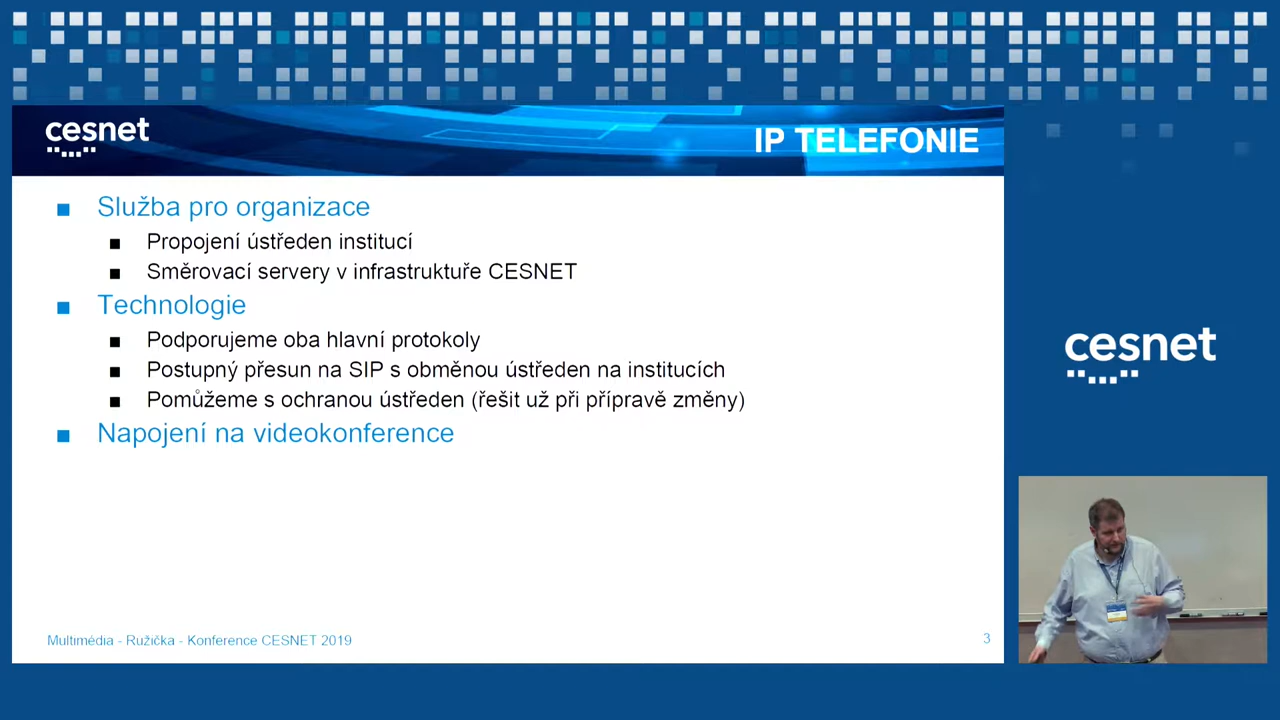 cesnet
IP TELEFONIE
Služba pro organizace
Propojení ústředen institucí
Směrovací servery v infrastruktuře CESNET
Technologie
Podporujeme oba hlavní protokoly
Postupný přesun na SIP s obměnou ústředen na institucích
Pomůžeme s ochranou ústředen (řešit už při přípravě změny)
Napojení na videokonference
Multimédia - Ružička - Konference CESNET 2019
3
cesnet